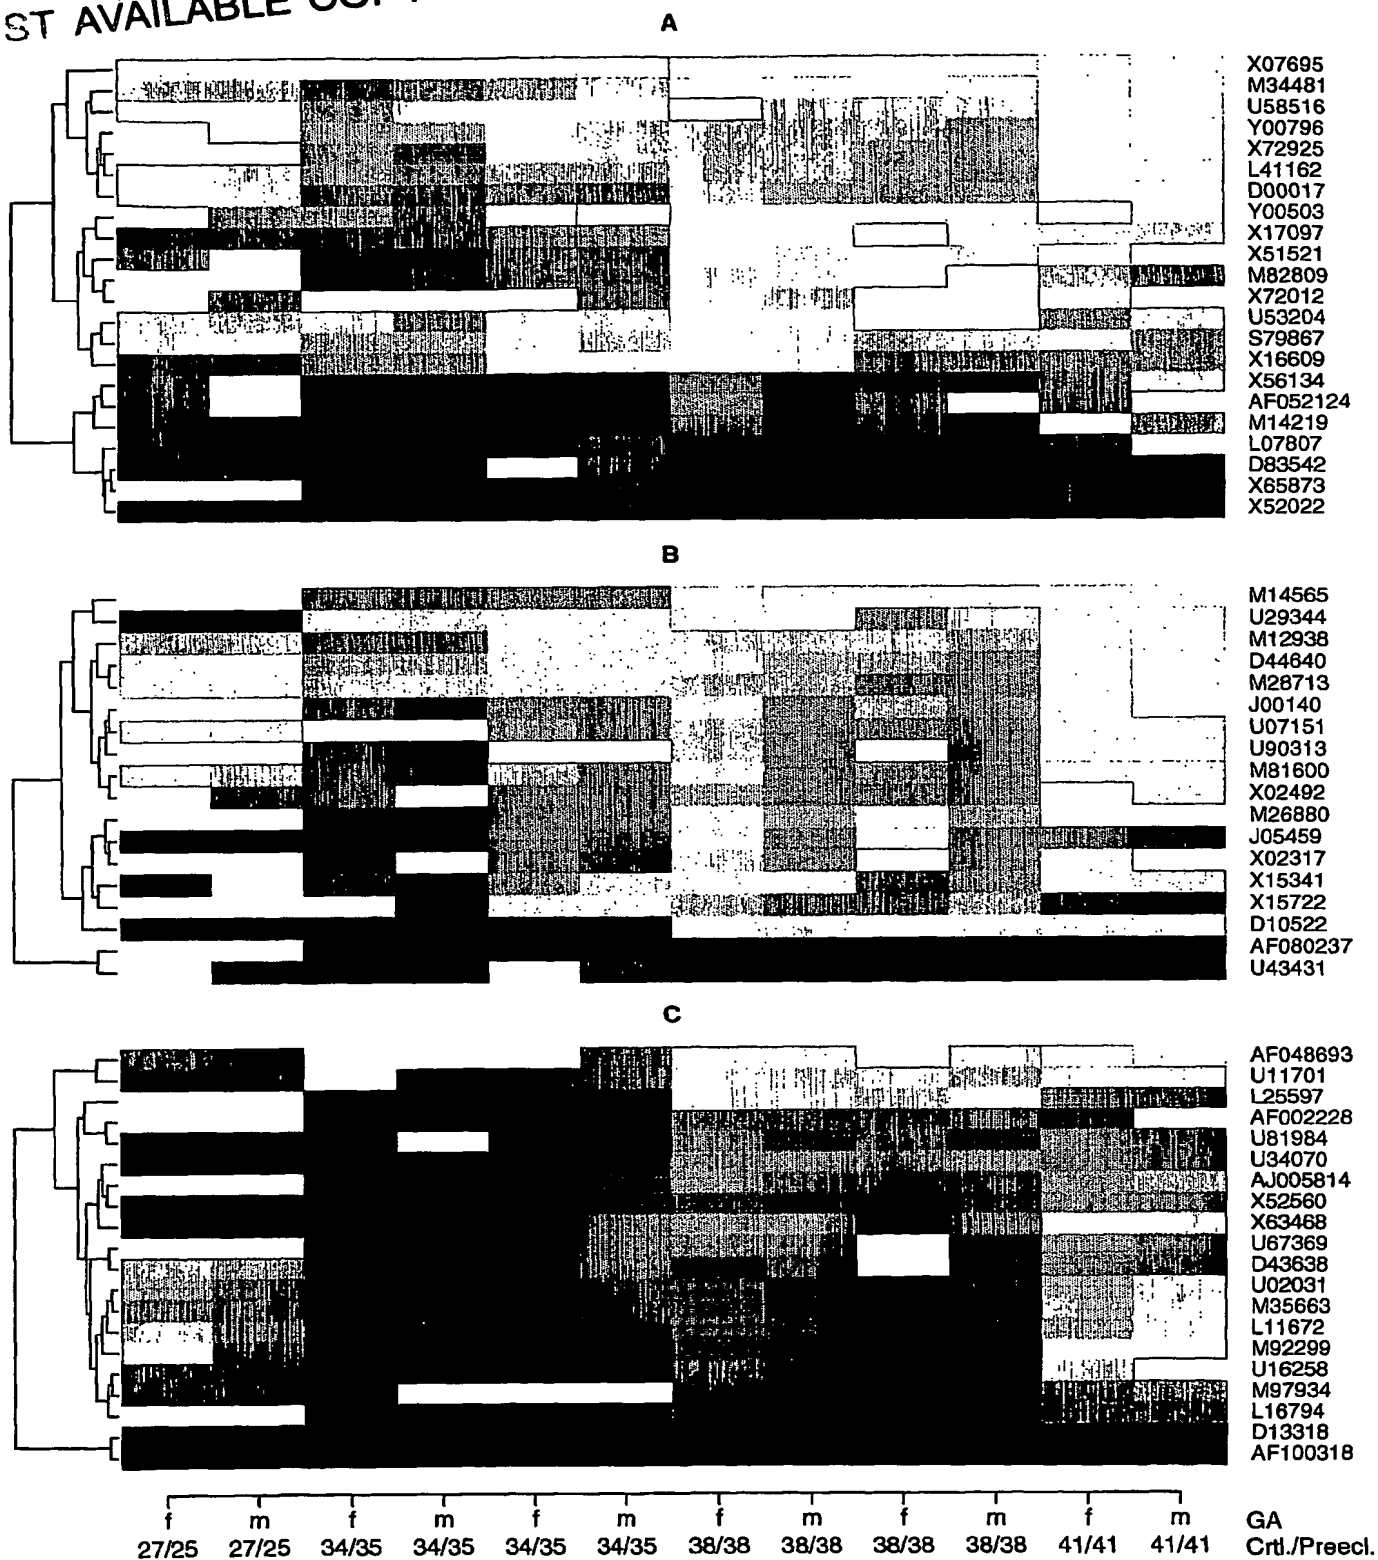 ST AVAILABLE
A
X07695
M34481
U58516
Y00796
X72925
L41162
D00017
Y00503
X17097
X51521
M82809
X72012
U53204
S79867
X16609
X56134
AF052124
M14219
L07807
D83542
X65873
X52022
B
M14565
U29344
M12938
D44640
M28713
J00140
U07151
U90313
M81600
X02492
M26880
J05459
X02317
X15341
X15722
D10522
AF080237
U43431
C
AF048693
U11701
L25597
AF002228
U81984
U34070
AJ005814
X52560
X63468
U67369
D43638
U02031
M35663
L11672
M92299
U16258
M97934
L16794
D13318
AF100318
f m f m f m f m f m f m GA
27/25 27/25 34/35 34/35 34/35 34/35 38/38 38/38 38/38 38/38 41/41 41/41 Crtl./Preecl.